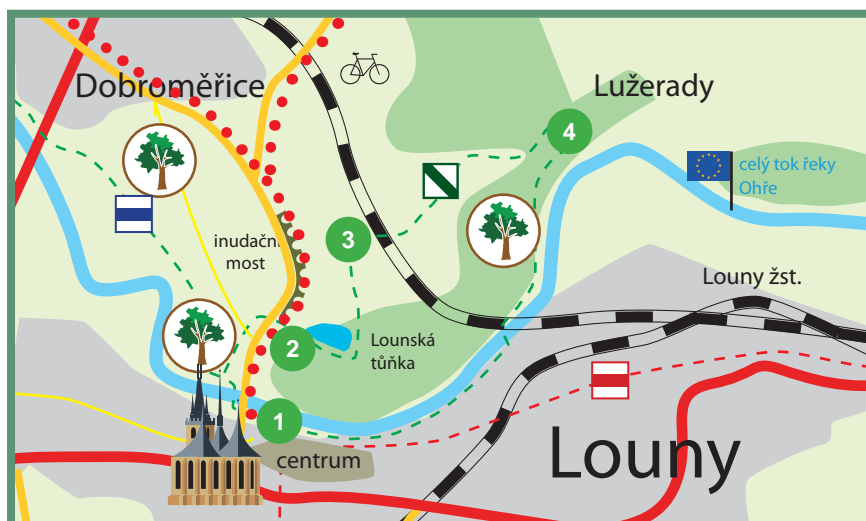 Dobroměřice
Lužerady
4
celý tok řeky
Ohře
3
inudační
most
Louny žst.
2
Lounská
tůňka
1
centrum
Louny